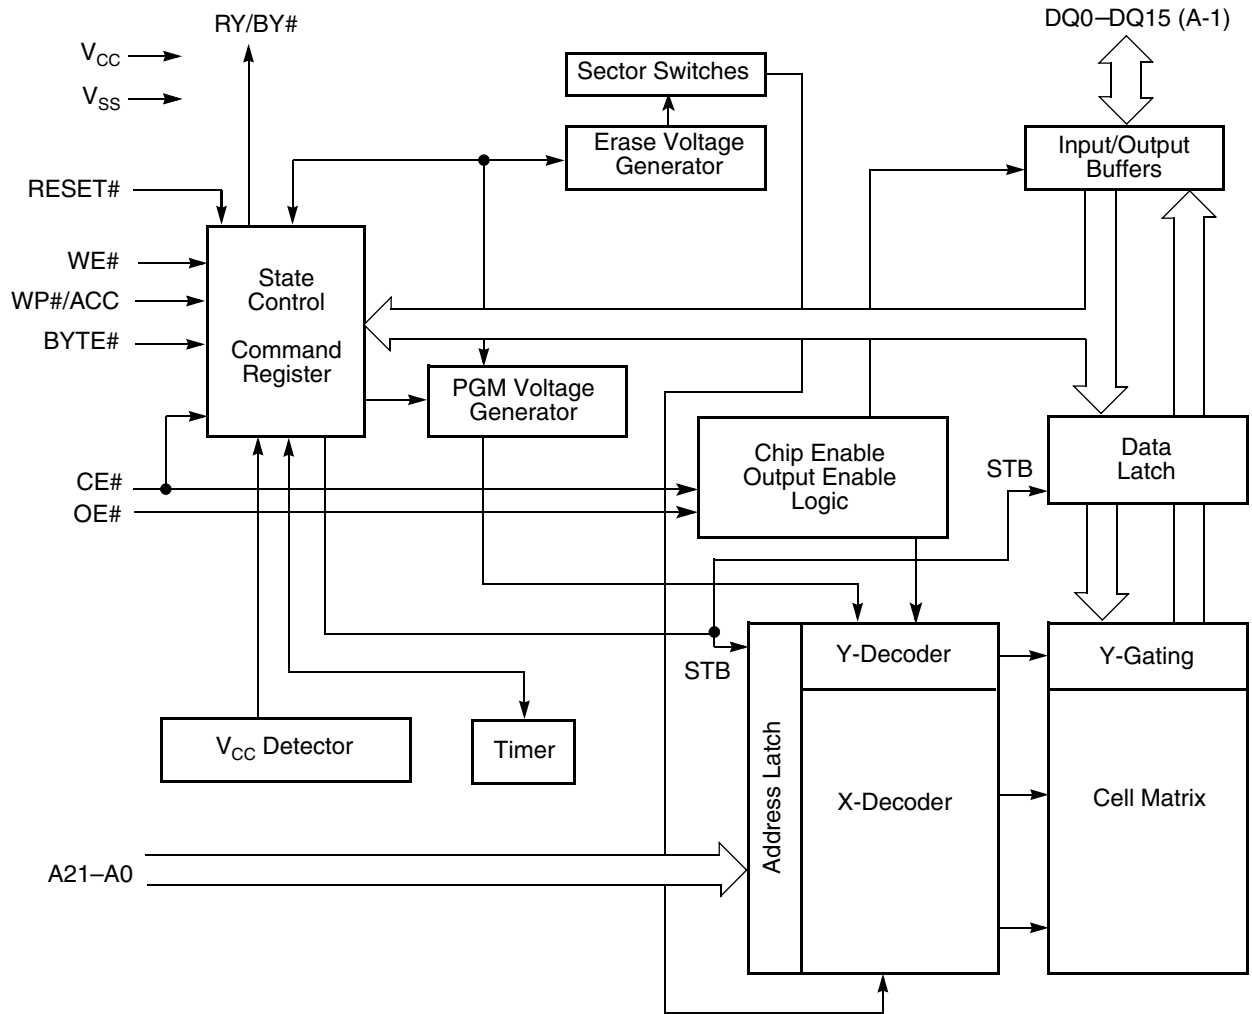 RY/BY#
DQ0–DQ15 (A-1)
VCC
VSS
Sector Switches
Erase Voltage
Generator
Input/Output
Buffers
RESET#
WE#
WP#/ACC
BYTE#
State
Control
Command
Register
PGM Voltage
Generator
Chip Enable
Output Enable
Logic
STB
Data
Latch
CE#
OE#
STB
Y-Decoder
Y-Gating
VCC Detector
Timer
Address Latch
X-Decoder
Cell Matrix
A21–A0